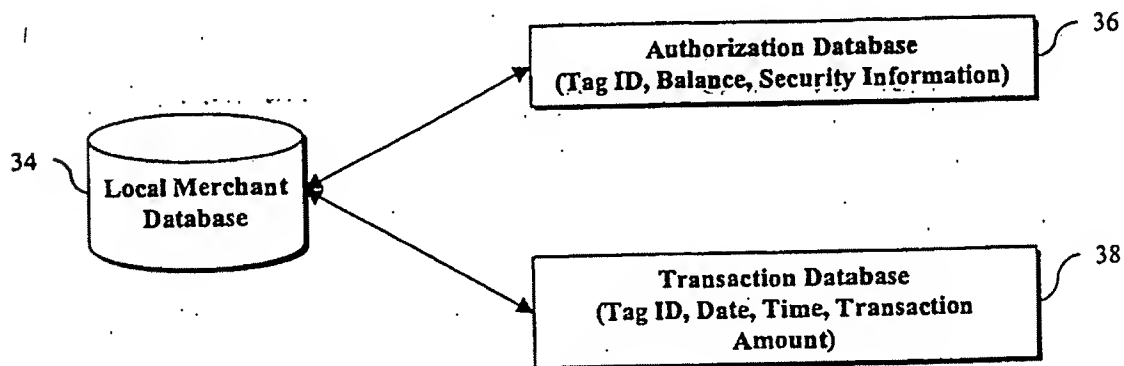 36
Authorization Database
(Tag ID, Balance, Security Information)
34
Local Merchant
Database
38
Transaction Database
(Tag ID, Date, Time, Transaction
Amount)